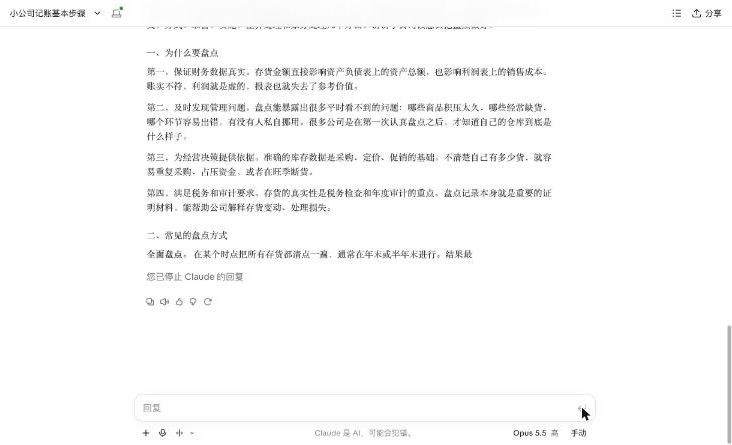 小公司记账基本步骤
分享
一、为什么要盘点
第一、保证财务数据真实。存货金额直接影响资产负债表上的资产总额，也影响利润表上的销售成本。
账实不符，利润就是虚的，报表也就失去了参考价值。
第二、及时发现管理问题。盘点能暴露出很多平时看不到的问题：哪些商品积压太久、哪些经常缺货、
哪个环节容易出错、有没有人私自挪用。很多公司是在第一次认真盘点之后，才知道自己的仓库到底是
什么样子。
第三、为经营决策提供依据。准确的库存数据是采购、定价、促销的基础。不清楚自己有多少货，就容
易重复采购、占压资金，或者在旺季断货。
第四、满足税务和审计要求。存货的真实性是税务检查和年度审计的重点。盘点记录本身就是重要的证
明材料，能帮助公司解释存货变动、处理损失。
二、常见的盘点方式
全面盘点。在某个时点把所有存货都清点一遍，通常在年末或半年末进行。结果最
您已停止 Claude 的回复
回复
Claude 是 AI，可能会犯错。
Opus 5.5 高
手动